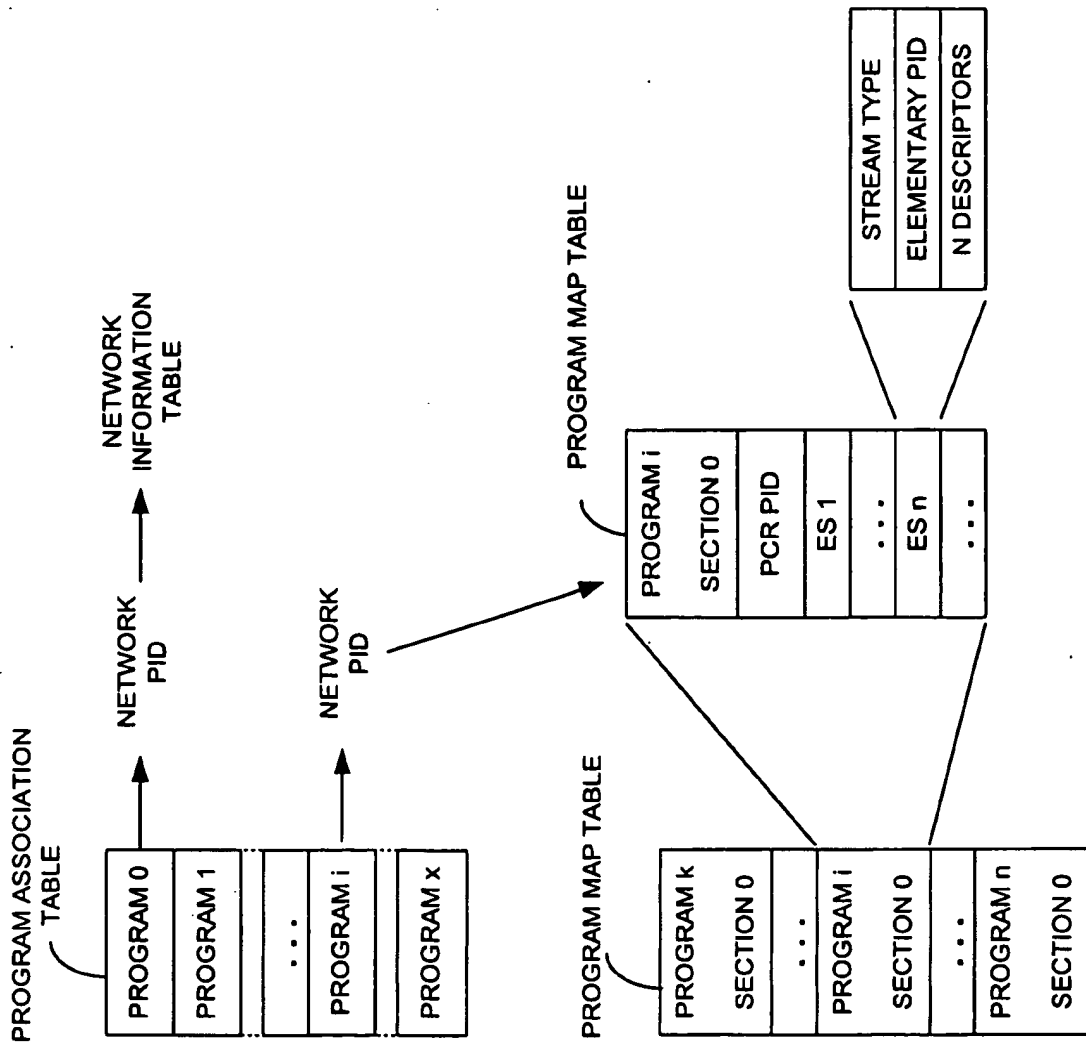 PROGRAM ASSOCIATION
TABLE
PROGRAM 0
PROGRAM 1
...
PROGRAM i
PROGRAM x
NETWORK
PID
NETWORK
INFORMATION
TABLE
NETWORK
PID
PROGRAM MAP TABLE
PROGRAM k
SECTION 0
...
PROGRAM i
SECTION 0
...
PROGRAM n
SECTION 0
PROGRAM MAP TABLE
PROGRAM i
SECTION 0
PCR PID
ES 1
...
ES n
...
STREAM TYPE
ELEMENTARY PID
N DESCRIPTORS